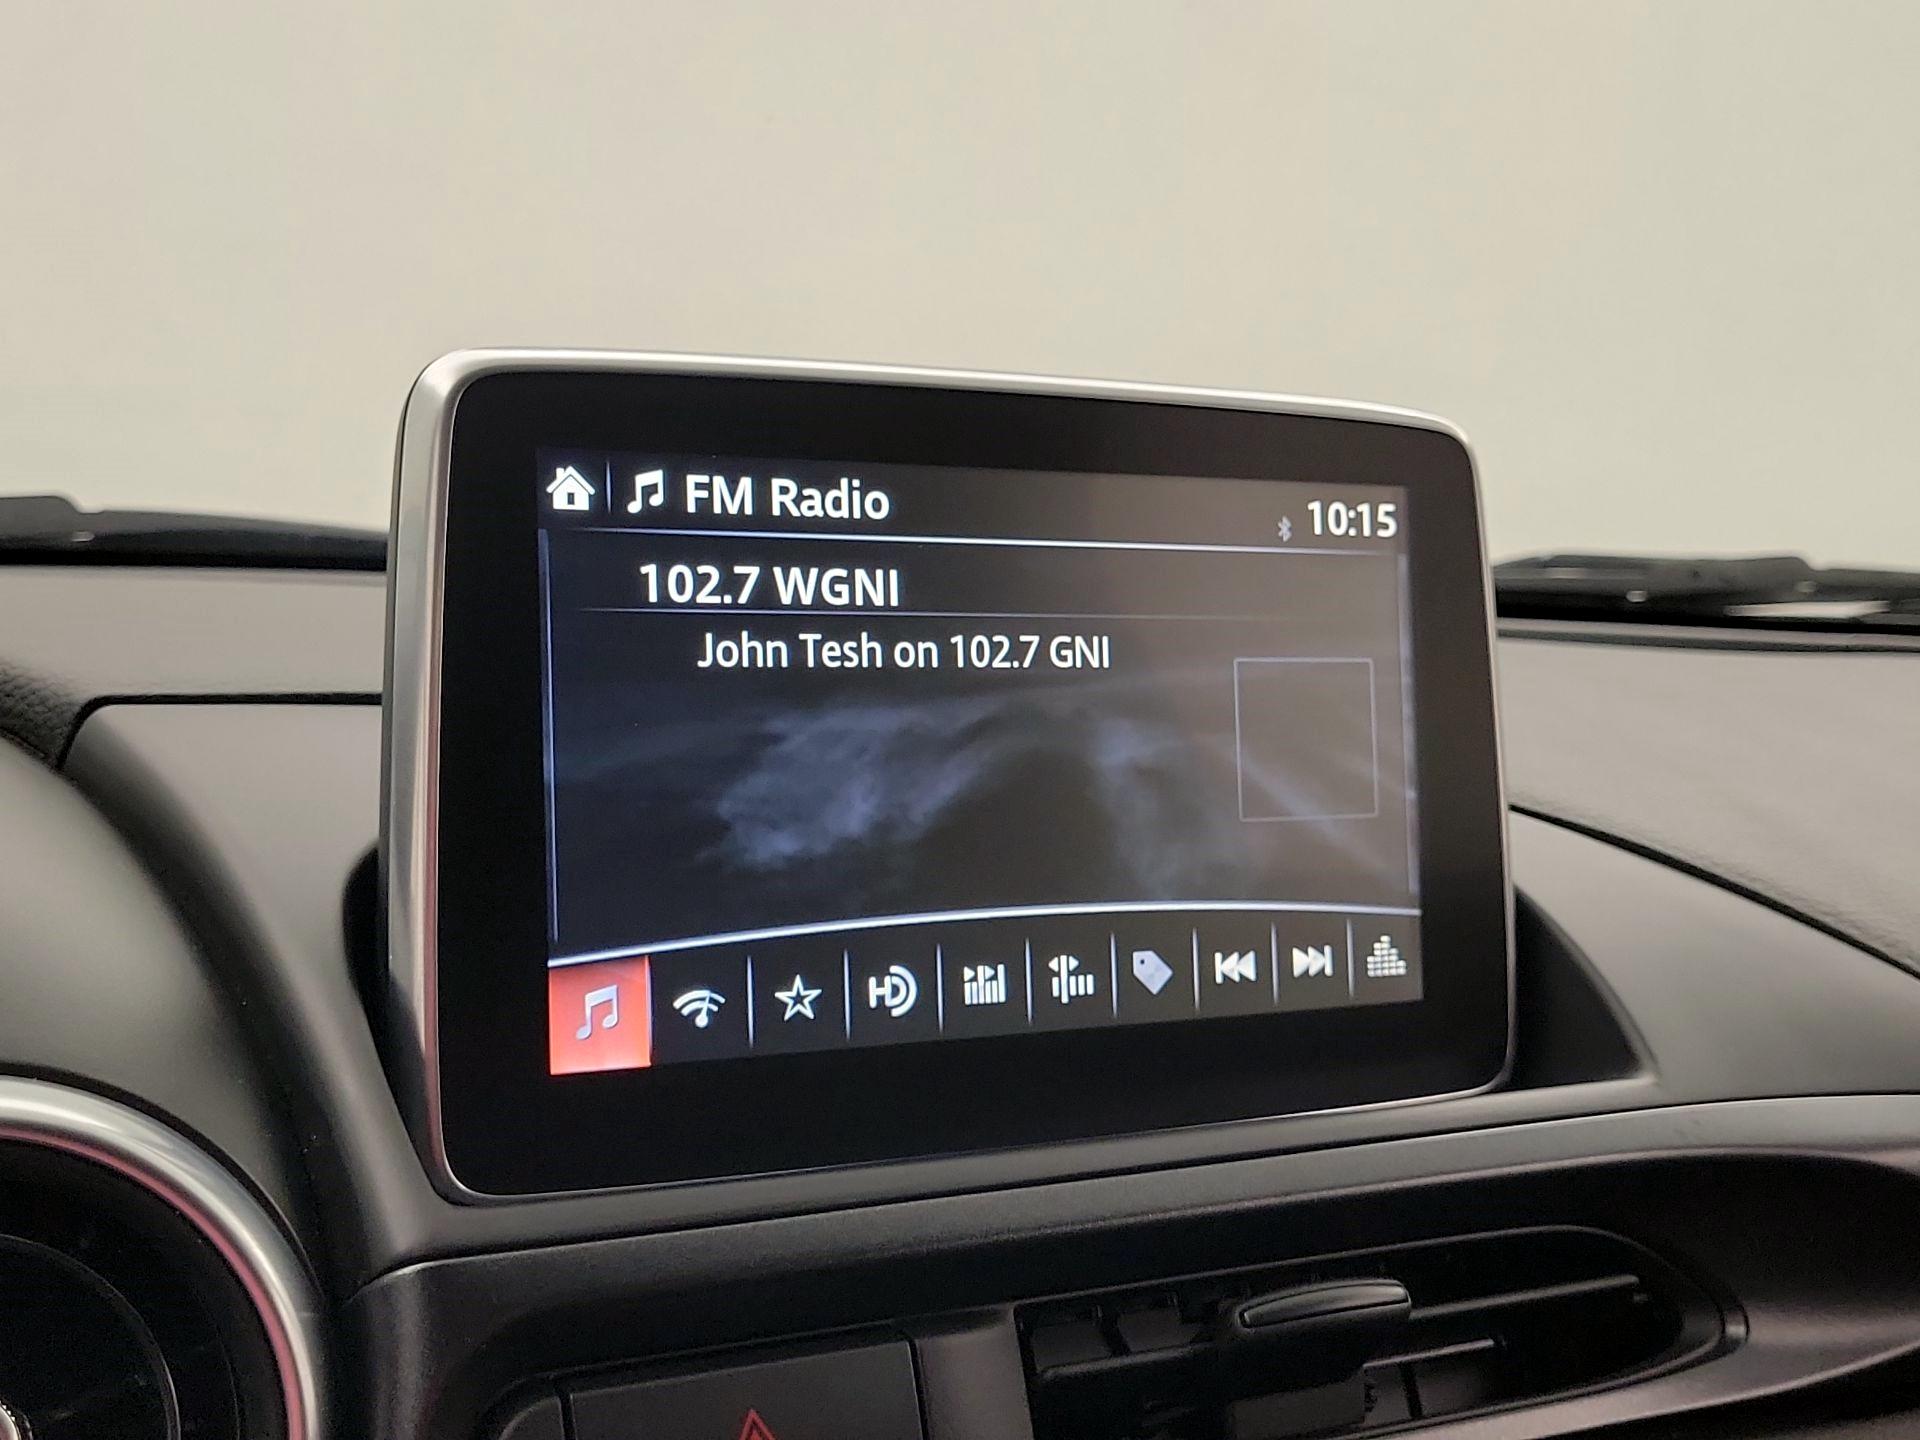 FM Radio
10:15
102.7 WGNI
John Tesh on 102.7 GNI
HD